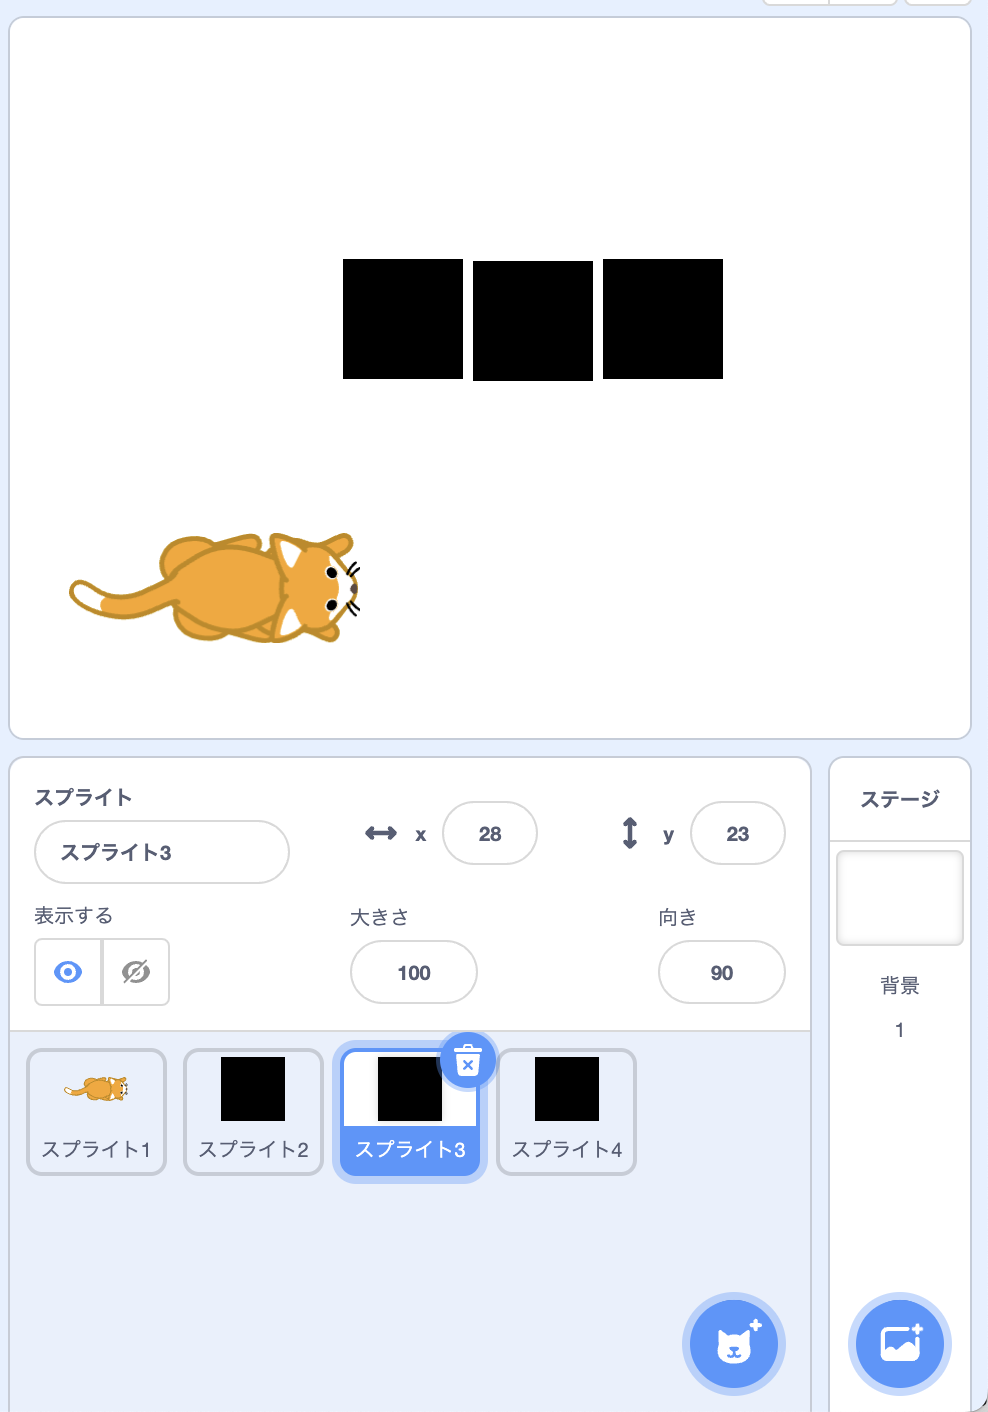 スプライト
スプライト3
x
28
y
23
表示する
大きさ
100
向き
90
スプライト1
スプライト2
スプライト3
スプライト4
ステージ
背景
1